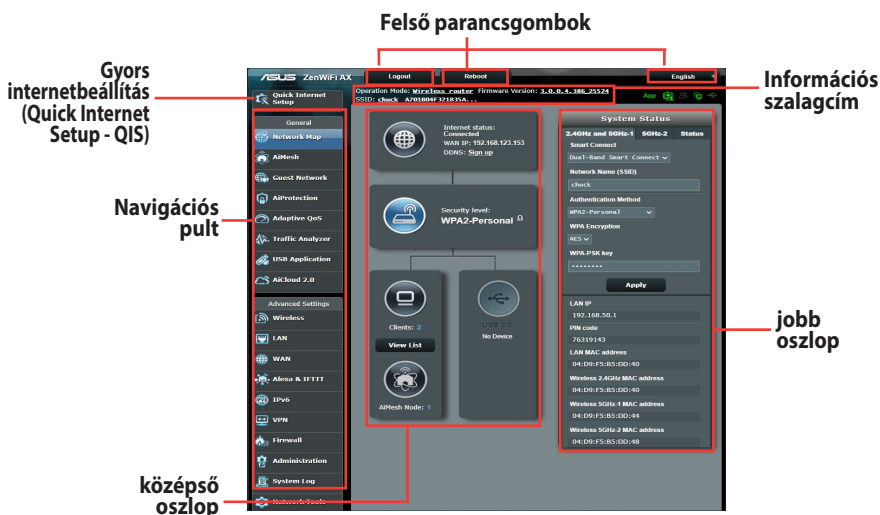 Felső parancsgombok
Gyors
internetbeállítás
(Quick Internet
Setup - QIS)
Információs
szalagcím
Navigációs
pult
jobb
oszlop
középső
oszlop
ASUS ZenWiFi AX
Logout
Reboot
English
Operation Mode: Wireless router Firmware Version: 3.0.0.4.386_25524
SSID: chuck A701B04F321835A...
App
Quick Internet
Setup
General
Network Map
AiMesh
Guest Network
AiProtection
Adaptive QoS
Traffic Analyzer
USB Application
AiCloud 2.0
Advanced Settings
Wireless
LAN
WAN
Alexa & IFTTT
IPv6
VPN
Firewall
Administration
System Log
Network Tools
Internet status:
Connected
WAN IP: 192.168.123.153
DDNS: Sign up
Security level:
WPA2-Personal
Clients: 2
View List
AiMesh Node: 1
USB 3.0
No Device
System Status
2.4GHz and 5GHz-1 5GHz-2 Status
Smart Connect
Dual-Band Smart Connect
Network Name (SSID)
chuck
Authentication Method
WPA2-Personal
WPA Encryption
AES
WPA-PSK key
••••••••
Apply
LAN IP
192.168.50.1
PIN code
76319143
LAN MAC address
04:D9:F5:B5:DD:40
Wireless 2.4GHz MAC address
04:D9:F5:B5:DD:40
Wireless 5GHz-1 MAC address
04:D9:F5:B5:DD:44
Wireless 5GHz-2 MAC address
04:D9:F5:B5:DD:48